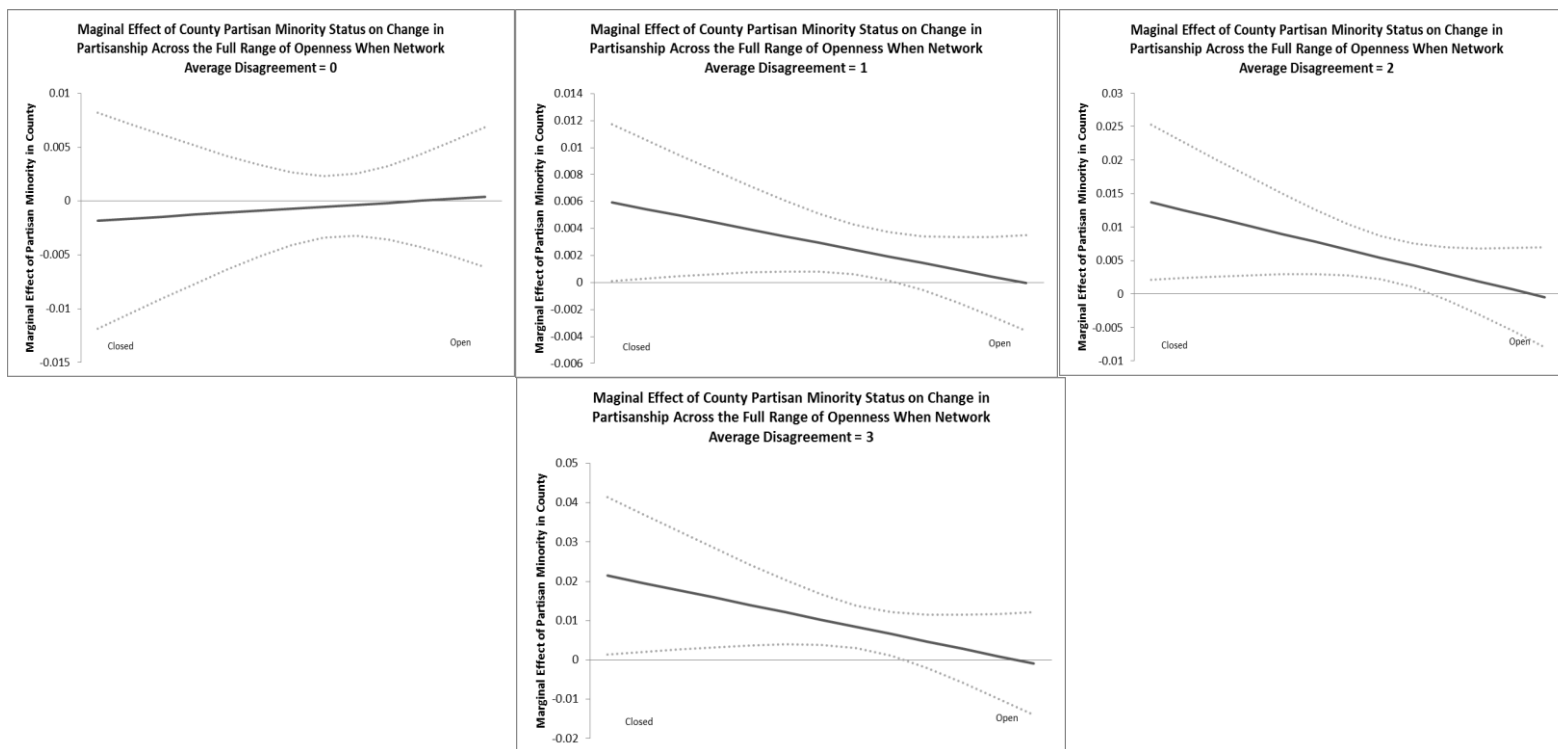 Maginal Effect of County Partisan Minority Status on Change in
Partisanship Across the Full Range of Openness When Network
Average Disagreement = 0
Marginal Effect of Partisan Minority in County
0.01
0.005
0
-0.005
-0.01
-0.015
Closed
Open
Maginal Effect of County Partisan Minority Status on Change in
Partisanship Across the Full Range of Openness When Network
Average Disagreement = 1
Marginal Effect of Partisan Minority in County
0.014
0.012
0.01
0.008
0.006
0.004
0.002
0
-0.002
-0.004
-0.006
Closed
Open
Maginal Effect of County Partisan Minority Status on Change in
Partisanship Across the Full Range of Openness When Network
Average Disagreement = 2
Marginal Effect of Partisan Minority in County
0.03
0.025
0.02
0.015
0.01
0.005
0
-0.005
-0.01
Closed
Open
Maginal Effect of County Partisan Minority Status on Change in
Partisanship Across the Full Range of Openness When Network
Average Disagreement = 3
Marginal Effect of Partisan Minority in County
0.05
0.04
0.03
0.02
0.01
0
-0.01
-0.02
Closed
Open